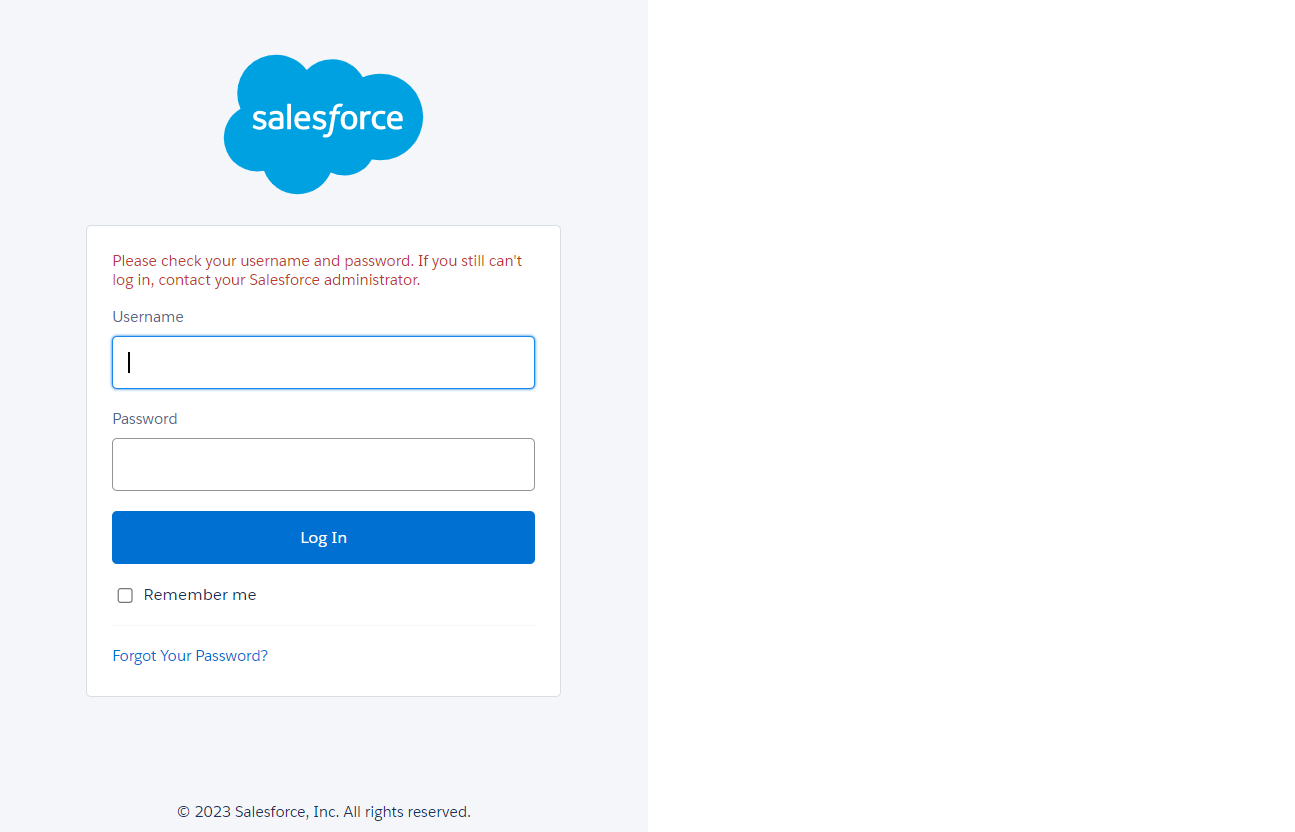 salesforce
Please check your username and password. If you still can't
log in, contact your Salesforce administrator.
Username
Password
Log In
Remember me
Forgot Your Password?
© 2023 Salesforce, Inc. All rights reserved.